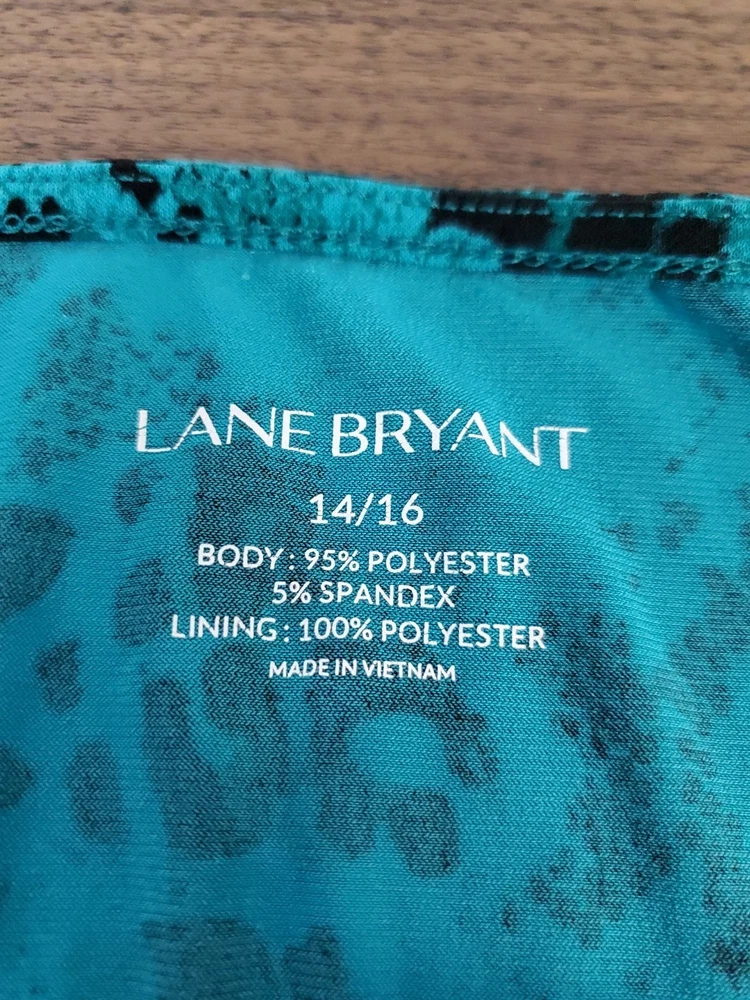 LANE BRYANT
14/16
BODY : 95% POLYESTER
5% SPANDEX
LINING : 100% POLYESTER
MADE IN VIETNAM